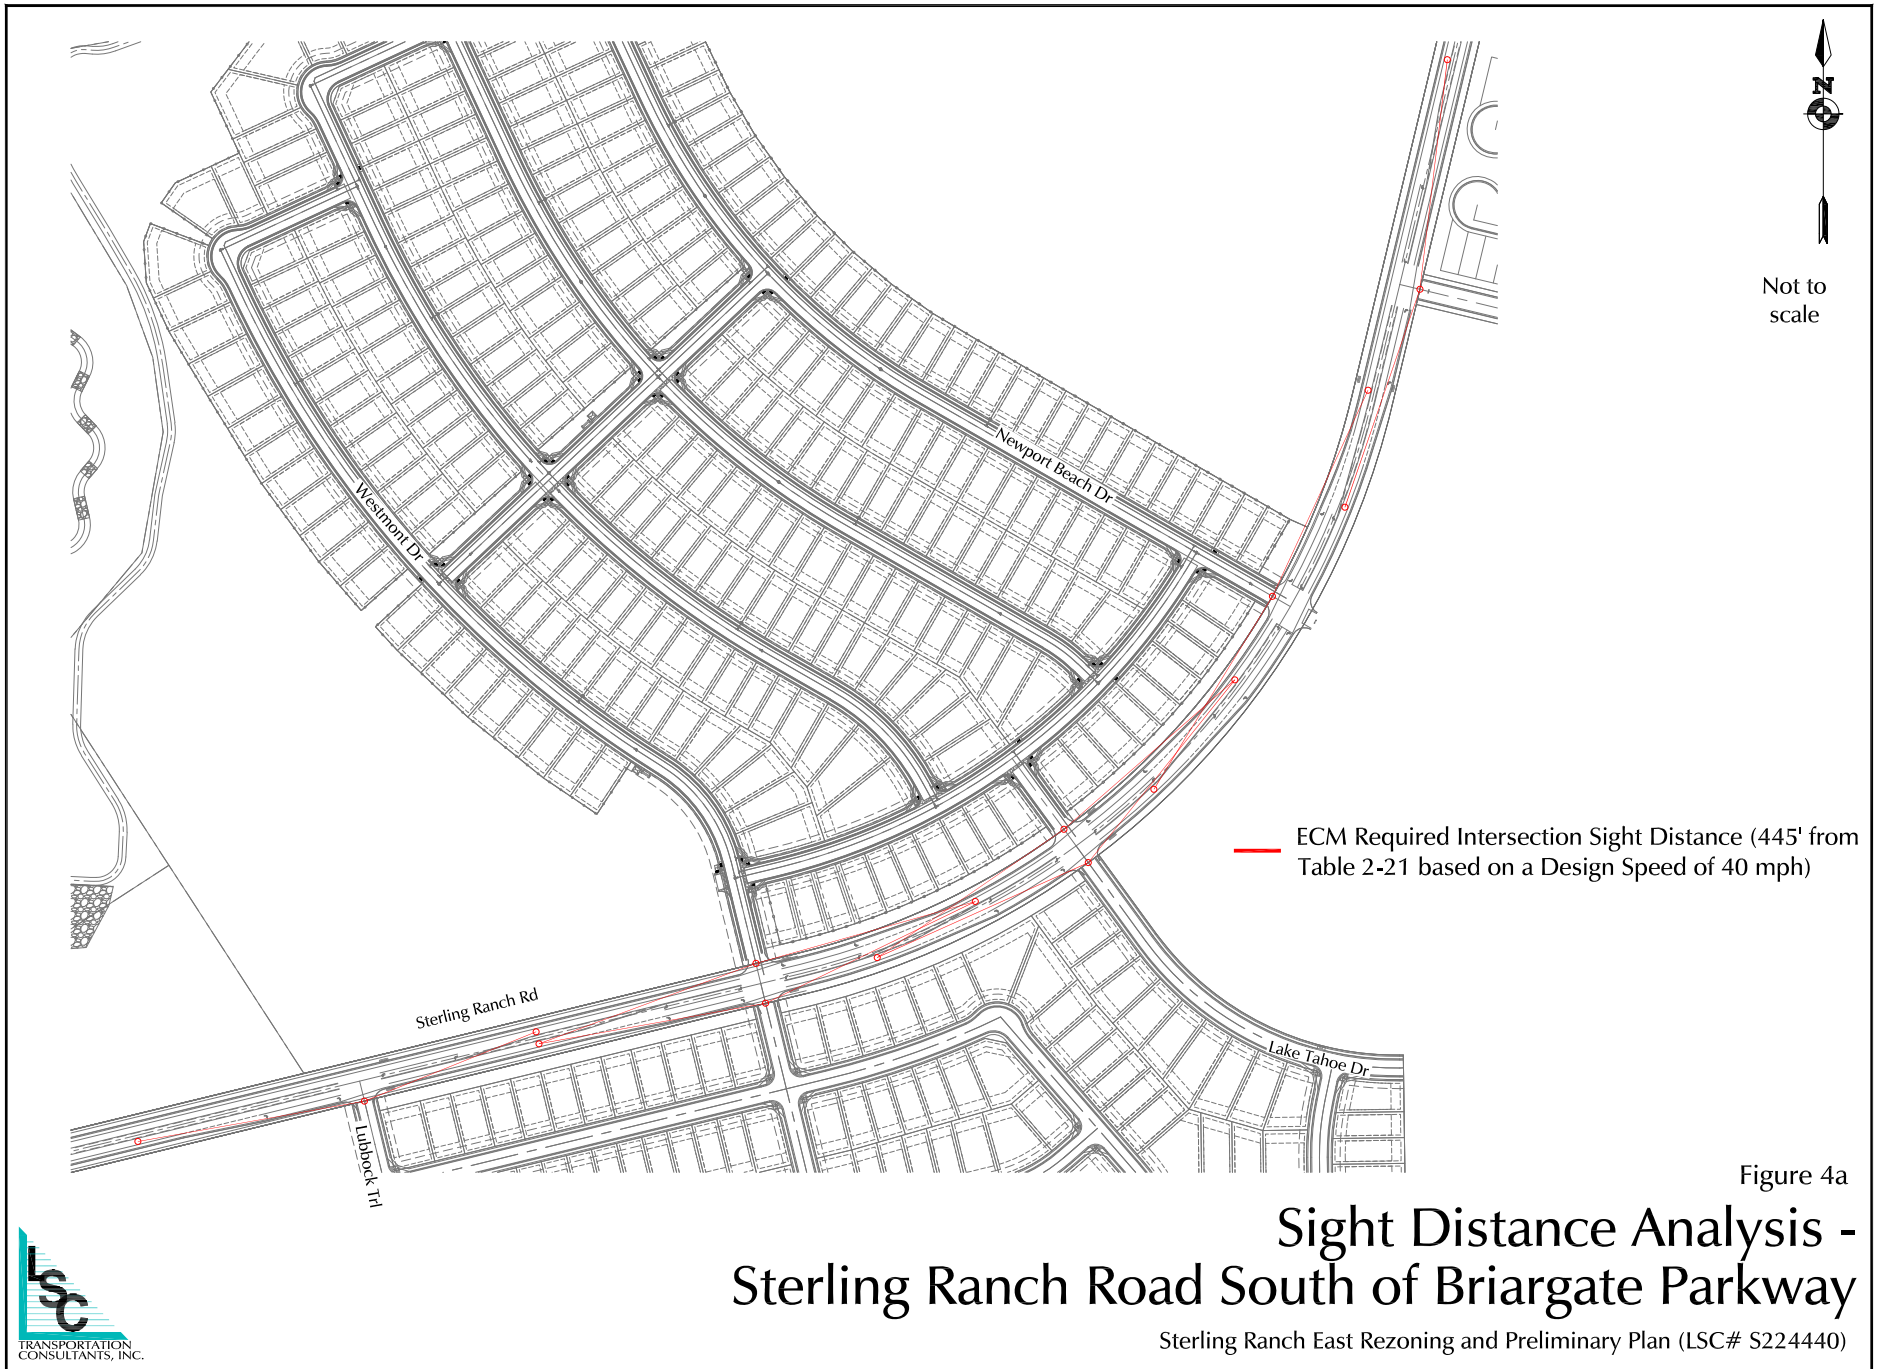 N
Not to
scale
Newport Beach Dr
Westmont Dr
ECM Required Intersection Sight Distance (445' from
Table 2-21 based on a Design Speed of 40 mph)
Sterling Ranch Rd
Lake Tahoe Dr
Lubbock Trl
Figure 4a
Sight Distance Analysis -
Sterling Ranch Road South of Briargate Parkway
Sterling Ranch East Rezoning and Preliminary Plan (LSC# S224440)
LSC
TRANSPORTATION
CONSULTANTS, INC.